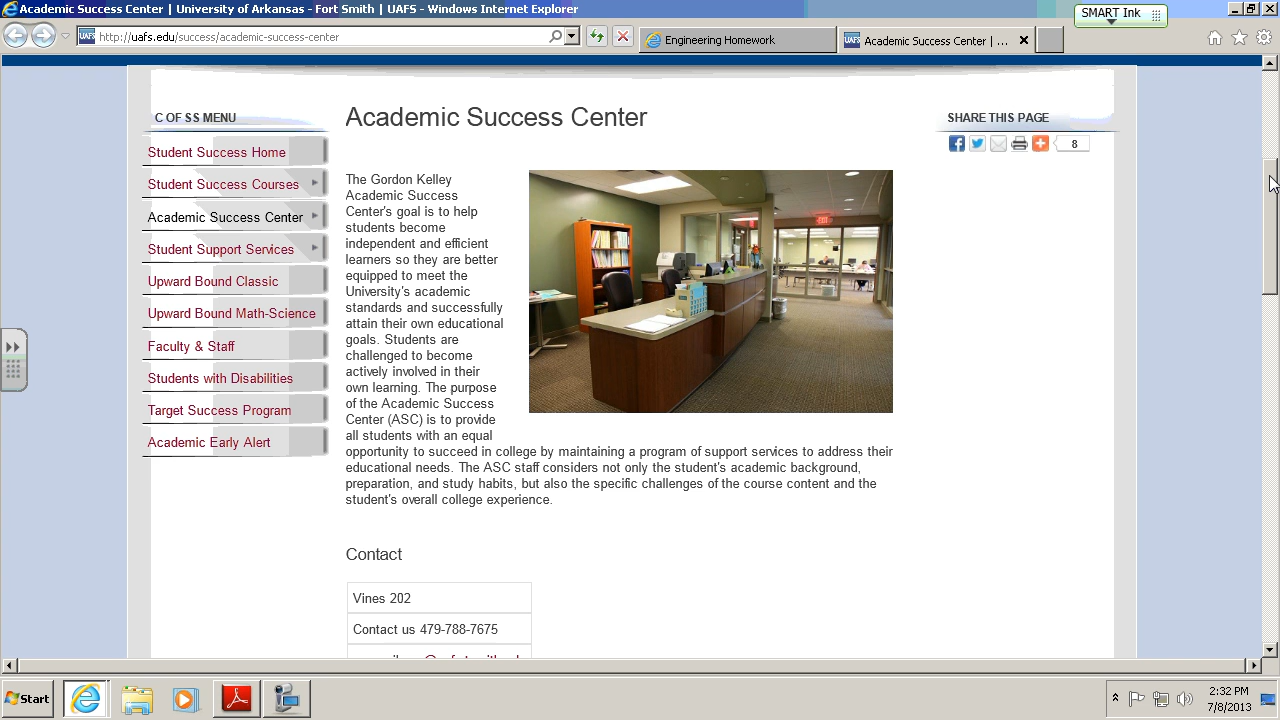 Academic Success Center | University of Arkansas - Fort Smith | UAFS - Windows Internet Explorer
SMART Ink
UAFS http://uafs.edu/success/academic-success-center
Engineering Homework
UAFS Academic Success Center | ...
C OF SS MENU
Student Success Home
Student Success Courses
Academic Success Center
Student Support Services
Upward Bound Classic
Upward Bound Math-Science
Faculty & Staff
Students with Disabilities
Target Success Program
Academic Early Alert
Academic Success Center
The Gordon Kelley
Academic Success
Center's goal is to help
students become
independent and efficient
learners so they are better
equipped to meet the
University's academic
standards and successfully
attain their own educational
goals. Students are
challenged to become
actively involved in their
own learning. The purpose
of the Academic Success
Center (ASC) is to provide
all students with an equal
opportunity to succeed in college by maintaining a program of support services to address their
educational needs. The ASC staff considers not only the student's academic background,
preparation, and study habits, but also the specific challenges of the course content and the
student's overall college experience.
EXIT
Contact
Vines 202
Contact us 479-788-7675
SHARE THIS PAGE
8
Start
2:32 PM
7/8/2013